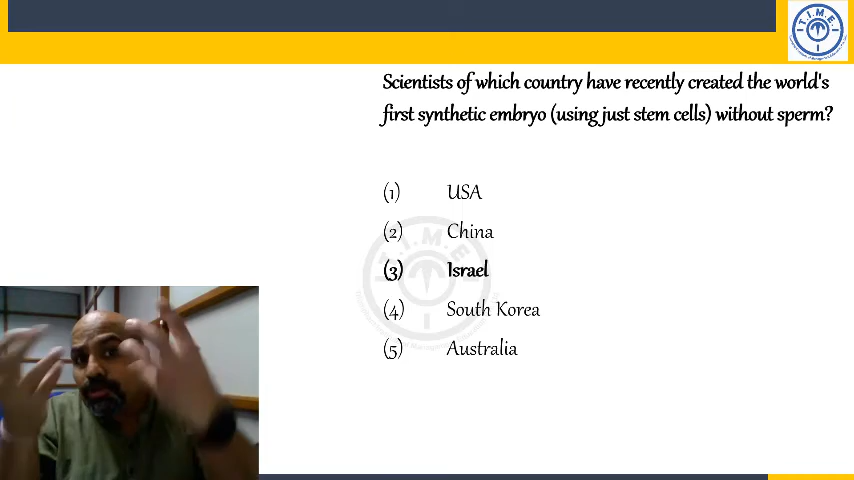 T.I.M.E.
Scientists of which country have recently created the world's
first synthetic embryo (using just stem cells) without sperm?
(1) USA
(2) China
(3) Israel
(4) South Korea
(5) Australia